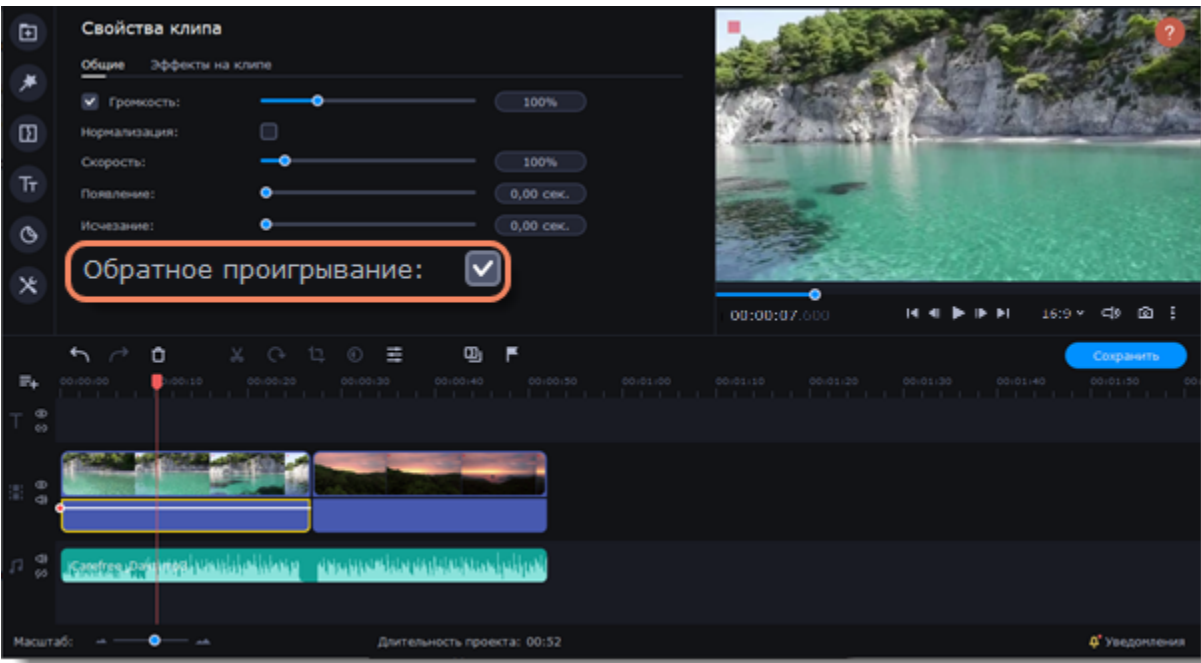 Свойства клипа
Общие Эффекты на клипе
Громкость: 100%
Нормализация:
Скорость: 100%
Появление: 0,00 сек.
Исчезание: 0,00 сек.
Обратное проигрывание:
?
00:00:07.600
16:9
Сохранить
00:00:00 00:00:10 00:00:20 00:00:30 00:00:40 00:00:50 00:01:00 00:01:10 00:01:20 00:01:30 00:01:40 00:01:50
Carefree
Масштаб: Длительность проекта: 00:52 Уведомления